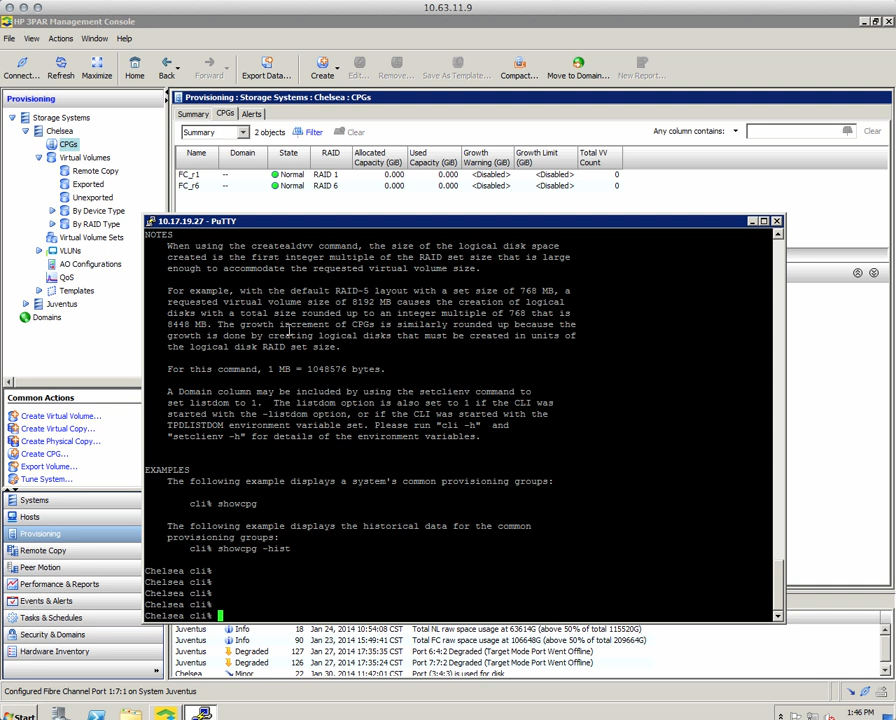 10.63.11.9
HP 3PAR Management Console
File View Actions Window Help
Connect... Refresh Maximize Home Back Forward Export Data... Create Edit... Remove... Save As Template... Compact... Move to Domain... New Report...
Provisioning
Storage Systems
Chelsea
CPGs
Virtual Volumes
Remote Copy
Exported
Unexported
By Device Type
By RAID Type
Virtual Volume Sets
VLUNs
AO Configurations
QoS
Templates
Juventus
Domains
Common Actions
Create Virtual Volume...
Create Virtual Copy...
Create Physical Copy...
Create CPG...
Export Volume...
Tune System...
Systems
Hosts
Provisioning
Remote Copy
Peer Motion
Performance & Reports
Events & Alerts
Tasks & Schedules
Security & Domains
Hardware Inventory
Provisioning : Storage Systems : Chelsea : CPGs
Summary CPGs Alerts
Summary 2 objects Filter Clear Any column contains: Clear
Name Domain State RAID Allocated Capacity (GB) Used Capacity (GB) Growth Warning (GB) Growth Limit (GB) Total VV Count
FC_r1 -- Normal RAID 1 0.000 0.000 <Disabled> <Disabled> 0
FC_r6 -- Normal RAID 6 0.000 0.000 <Disabled> <Disabled> 0
10.17.19.27 - PuTTY
NOTES
When using the createaldvv command, the size of the logical disk space
created is the first integer multiple of the RAID set size that is large
enough to accommodate the requested virtual volume size.
For example, with the default RAID-5 layout with a set size of 768 MB, a
requested virtual volume size of 8192 MB causes the creation of logical
disks with a total size rounded up to an integer multiple of 768 that is
8448 MB. The growth increment of CPGs is similarly rounded up because the
growth is done by creating logical disks that must be created in units of
the logical disk RAID set size.
For this command, 1 MB = 1048576 bytes.
A Domain column may be included by using the setclienv command to
set listdom to 1. The listdom option is also set to 1 if the CLI was
started with the -listdom option, or if the CLI was started with the
TPDLISTDOM environment variable set. Please run "cli -h" and
"setclienv -h" for details of the environment variables.
EXAMPLES
The following example displays a system's common provisioning groups:
cli% showcpg
The following example displays the historical data for the common
provisioning groups:
cli% showcpg -hist
Chelsea cli%
Chelsea cli%
Chelsea cli%
Chelsea cli%
Chelsea cli%
Juventus Info 18 Jan 24, 2014 10:54:08 CST Total NL raw space usage at 63614G (above 50% of total 115520G)
Juventus Info 90 Jan 23, 2014 15:49:41 CST Total FC raw space usage at 106648G (above 50% of total 209664G)
Juventus Degraded 127 Jan 27, 2014 17:35:24 CST Port 6:4:2 Degraded (Target Mode Port Went Offline)
Juventus Degraded 126 Jan 27, 2014 17:35:24 CST Port 7:7:2 Degraded (Target Mode Port Went Offline)
Chelsea Minor 22 Jan 30, 2014 11:47:01 CST Port (3:4:3) is used for disk
Configured Fibre Channel Port 1:7:1 on System Juventus
Start 1:46 PM